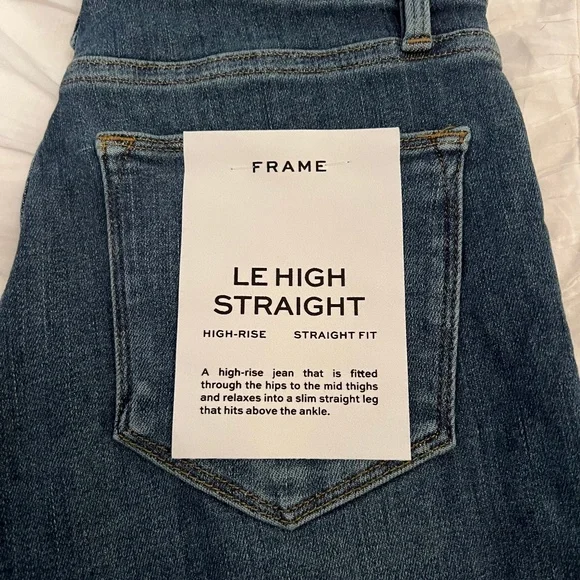 FRAME
LE HIGH
STRAIGHT
HIGH-RISE STRAIGHT FIT
A high-rise jean that is fitted
through the hips to the mid thighs
and relaxes into a slim straight leg
that hits above the ankle.